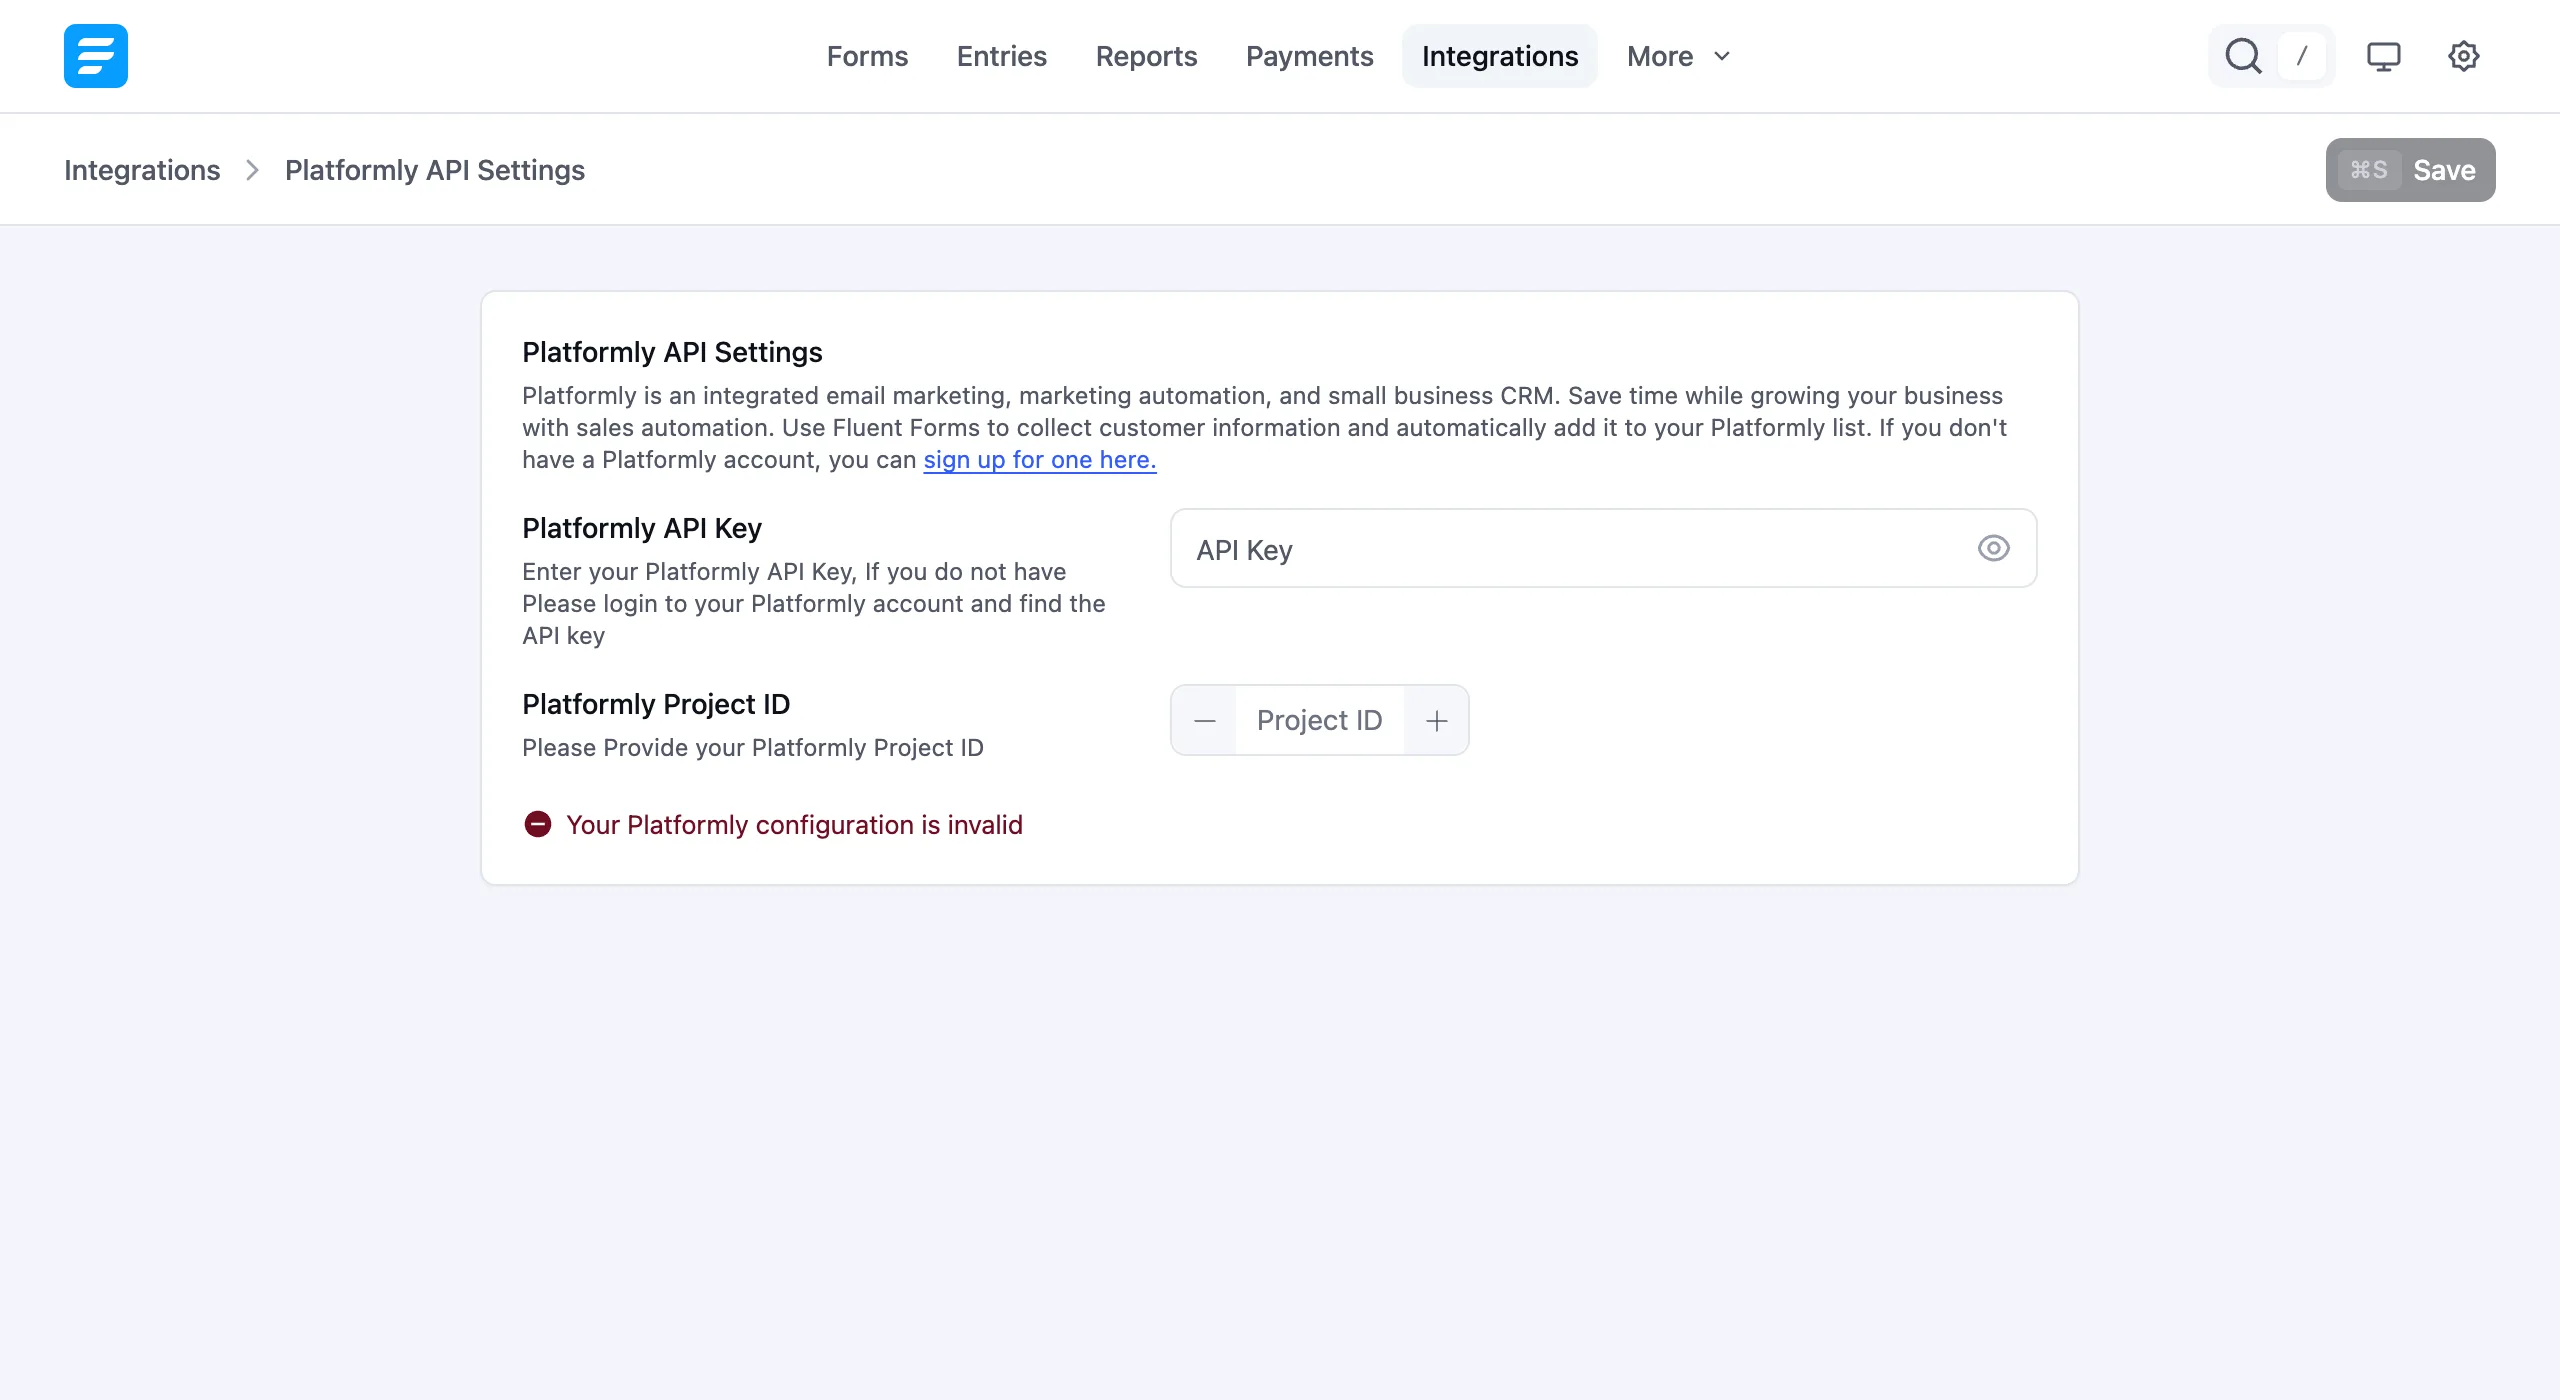 Forms Entries Reports Payments Integrations More /
Integrations Platformly API Settings ⌘S Save
Platformly API Settings
Platformly is an integrated email marketing, marketing automation, and small business CRM. Save time while growing your business
with sales automation. Use Fluent Forms to collect customer information and automatically add it to your Platformly list. If you don't
have a Platformly account, you can sign up for one here.
Platformly API Key
API Key
Enter your Platformly API Key, If you do not have
Please login to your Platformly account and find the
API key
Platformly Project ID
Project ID
Please Provide your Platformly Project ID
Your Platformly configuration is invalid